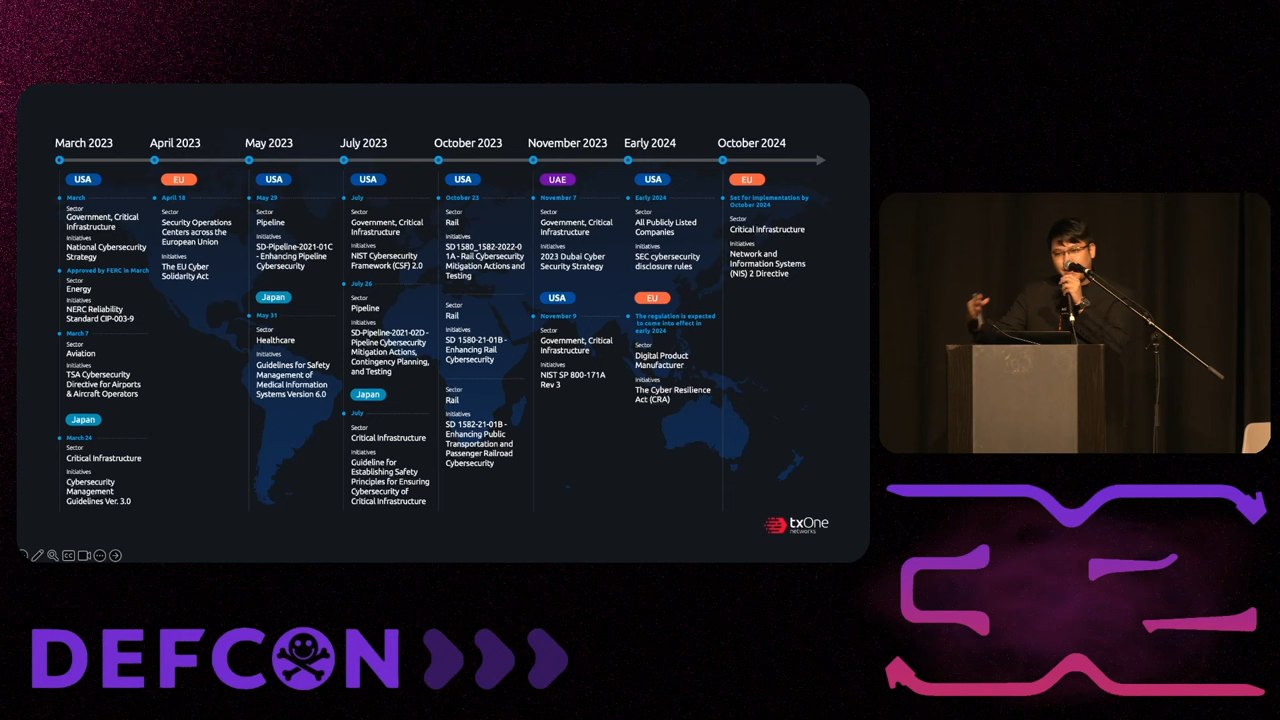 March 2023
April 2023
May 2023
July 2023
October 2023
November 2023
Early 2024
October 2024
USA
March
Sector
Government, Critical
Infrastructure
Initiatives
National Cybersecurity
Strategy
Approved by FERC in March
Sector
Energy
Initiatives
NERC Reliability
Standard CIP-003-9
March 7
Sector
Aviation
Initiatives
TSA Cybersecurity
Directive for Airports
& Aircraft Operators
Japan
March 24
Sector
Critical Infrastructure
Initiatives
Cybersecurity
Management
Guidelines Ver. 3.0
EU
April 18
Sector
Security Operations
Centers across the
European Union
Initiatives
The EU Cyber
Solidarity Act
USA
May 29
Sector
Pipeline
Initiatives
SD-Pipeline-2021-01C
- Enhancing Pipeline
Cybersecurity
Japan
May 31
Sector
Healthcare
Initiatives
Guidelines for Safety
Management of
Medical Information
Systems Version 6.0
USA
July
Sector
Government, Critical
Infrastructure
Initiatives
NIST Cybersecurity
Framework (CSF) 2.0
July 26
Sector
Pipeline
Initiatives
SD-Pipeline-2021-02D -
Pipeline Cybersecurity
Mitigation Actions,
Contingency Planning,
and Testing
Japan
July
Sector
Critical Infrastructure
Initiatives
Guideline for
Establishing Safety
Principles for Ensuring
Cybersecurity of
Critical Infrastructure
USA
October 23
Sector
Rail
Initiatives
SD1580_1582-2022-0
1A - Rail Cybersecurity
Mitigation Actions and
Testing
Sector
Rail
Initiatives
SD 1580-21-01B -
Enhancing Rail
Cybersecurity
Sector
Rail
Initiatives
SD 1582-21-01B -
Enhancing Public
Transportation and
Passenger Railroad
Cybersecurity
UAE
November 7
Sector
Government, Critical
Infrastructure
Initiatives
2023 Dubai Cyber
Security Strategy
USA
November 9
Sector
Government, Critical
Infrastructure
Initiatives
NIST SP 800-171A
Rev 3
USA
Early 2024
Sector
All Publicly Listed
Companies
Initiatives
SEC cybersecurity
disclosure rules
EU
The regulation is expected
to come into effect in
early 2024
Sector
Digital Product
Manufacturer
Initiatives
The Cyber Resilience
Act (CRA)
EU
Set for implementation by
October 2024
Sector
Critical Infrastructure
Initiatives
Network and
Information Systems
(NIS) 2 Directive
txOne
networks
CC
DEFCON